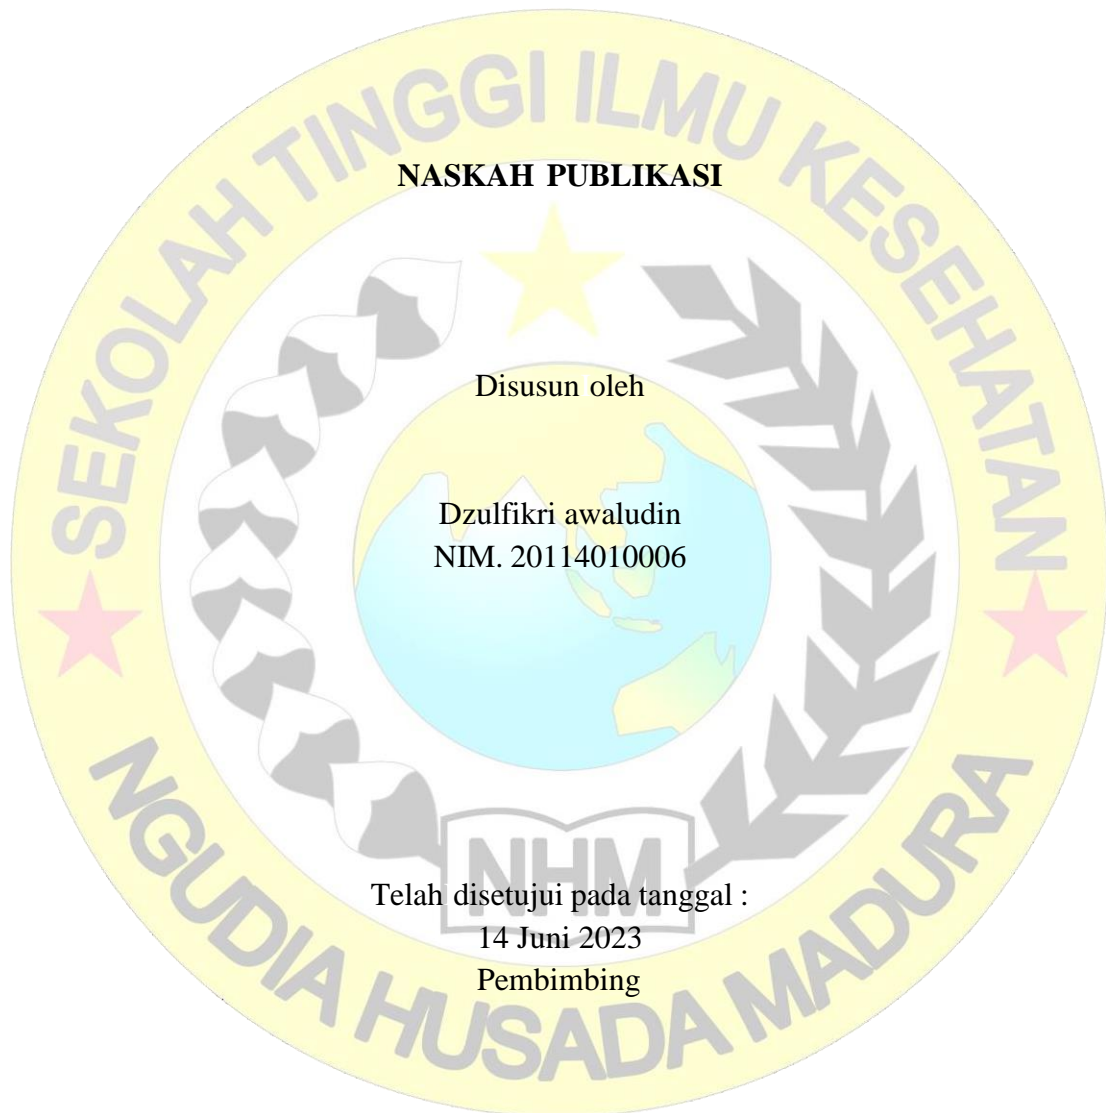 SEKOLAH TINGGI ILMU KESEHATAN
NASKAH PUBLIKASI
Disusun oleh
Dzulfikri awaludin
NIM. 20114010006
NHM
Telah disetujui pada tanggal :
14 Juni 2023
Pembimbing
NGUDIA HUSADA MADURA